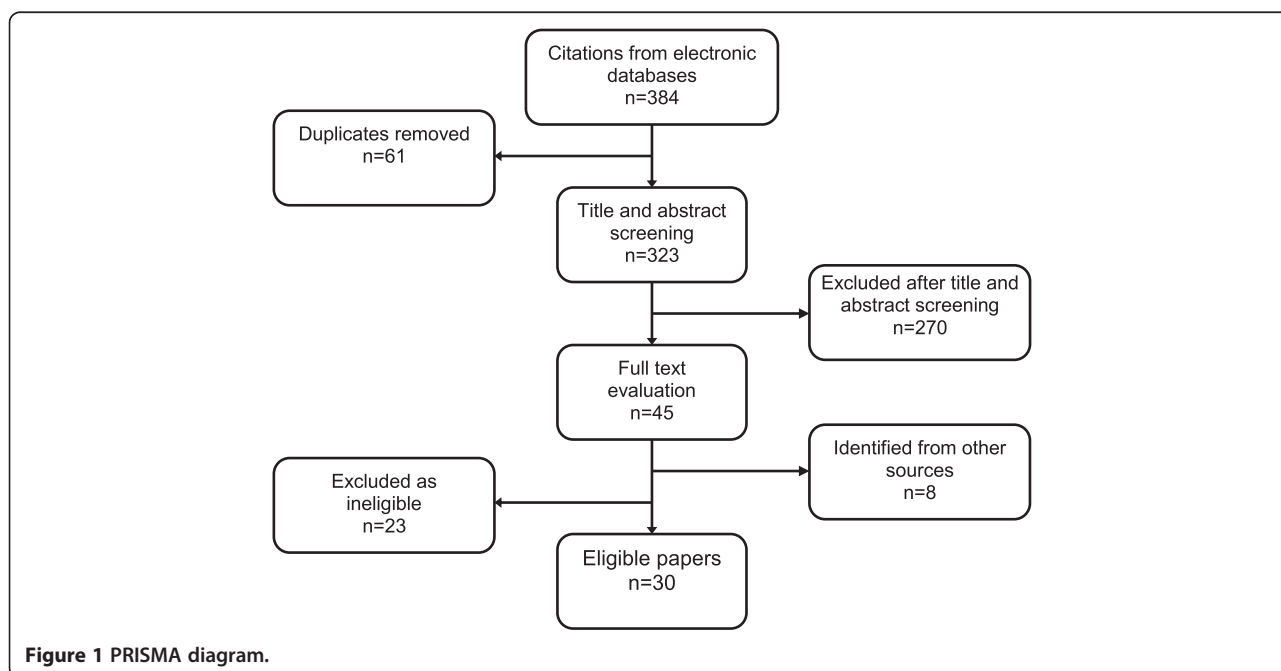 Citations from electronic
databases
n=384
Duplicates removed
n=61
Title and abstract
screening
n=323
Excluded after title and
abstract screening
n=270
Full text
evaluation
n=45
Identified from other
sources
n=8
Excluded as
ineligible
n=23
Eligible papers
n=30
Figure 1 PRISMA diagram.